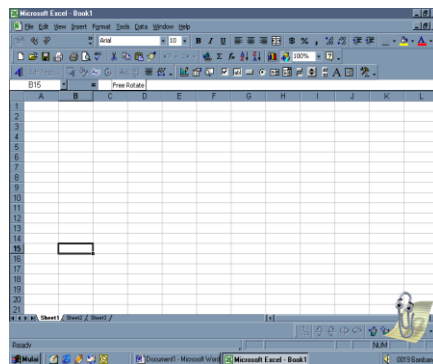 Microsoft Excel - Book1
File Edit View Insert Format Tools Data Window Help
Arial 10 B I U $ % ,
Σ 100%
B15 = Free Rotate
A B C D E F G H I J K L
1
2
3
4
5
6
7
8
9
10
11
12
13
14
15
16
17
18
19
20
21
Sheet1 Sheet2 Sheet3
Ready NUM
Mulai Document1 - Microsoft Word Microsoft Excel - Book1